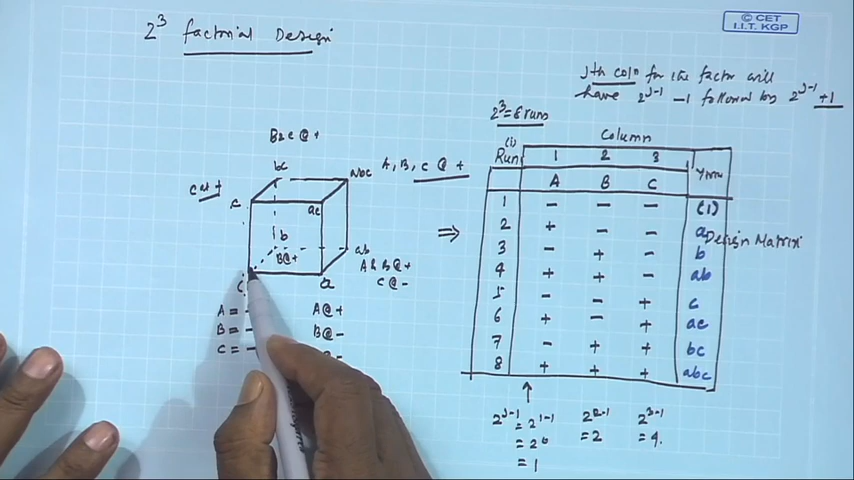 2³ factorial Design
© CET
I.I.T. KGP
Jth coln for the factor will
have 2^J-1 -1 followed by 2^J-1 +1
2³=8 runs
B&C @ +
bc
A, B, C @ +
abc
C at +
c
ac
b
B@+
ab
A & B @ +
C @ -
a
A = -
B = -
C = -
A@+
B@-
⇒
Column
Run (i)
1 2 3
A B C
1 - - - (1)
2 + - - a
3 - + - b
4 + + - ab
5 - - + c
6 + - + ac
7 - + + bc
8 + + + abc
Design Matrix
2^J-1 = 2^1-1
= 2⁰
= 1
2^2-1
= 2
2^3-1
= 4.